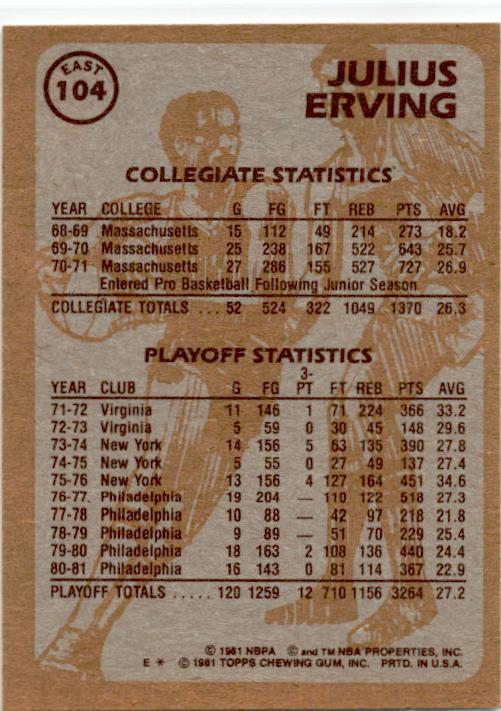 EAST
104
JULIUS
ERVING
COLLEGIATE STATISTICS
YEAR COLLEGE G FG FT REB PTS AVG
68-69 Massachusetts 15 112 49 214 273 18.2
69-70 Massachusetts 25 238 167 522 643 25.7
70-71 Massachusetts 27 286 155 527 727 26.9
Entered Pro Basketball Following Junior Season
COLLEGIATE TOTALS ... 52 524 322 1049 1370 26.3
PLAYOFF STATISTICS
3-
YEAR CLUB G FG PT FT REB PTS AVG
71-72 Virginia 11 146 1 71 224 366 33.2
72-73 Virginia 5 59 0 30 45 148 29.6
73-74 New York 14 156 5 63 135 390 27.8
74-75 New York 5 55 0 27 49 137 27.4
75-76 New York 13 156 4 127 164 451 34.6
76-77 Philadelphia 19 204 — 110 122 518 27.3
77-78 Philadelphia 10 88 — 42 97 218 21.8
78-79 Philadelphia 9 89 — 51 70 229 25.4
79-80 Philadelphia 18 163 2 108 136 440 24.4
80-81 Philadelphia 16 143 0 81 114 367 22.9
PLAYOFF TOTALS ..... 120 1259 12 710 1156 3264 27.2
© 1981 NBPA © and TM NBA PROPERTIES, INC.
E * © 1981 TOPPS CHEWING GUM, INC. PRTD. IN U.S.A.